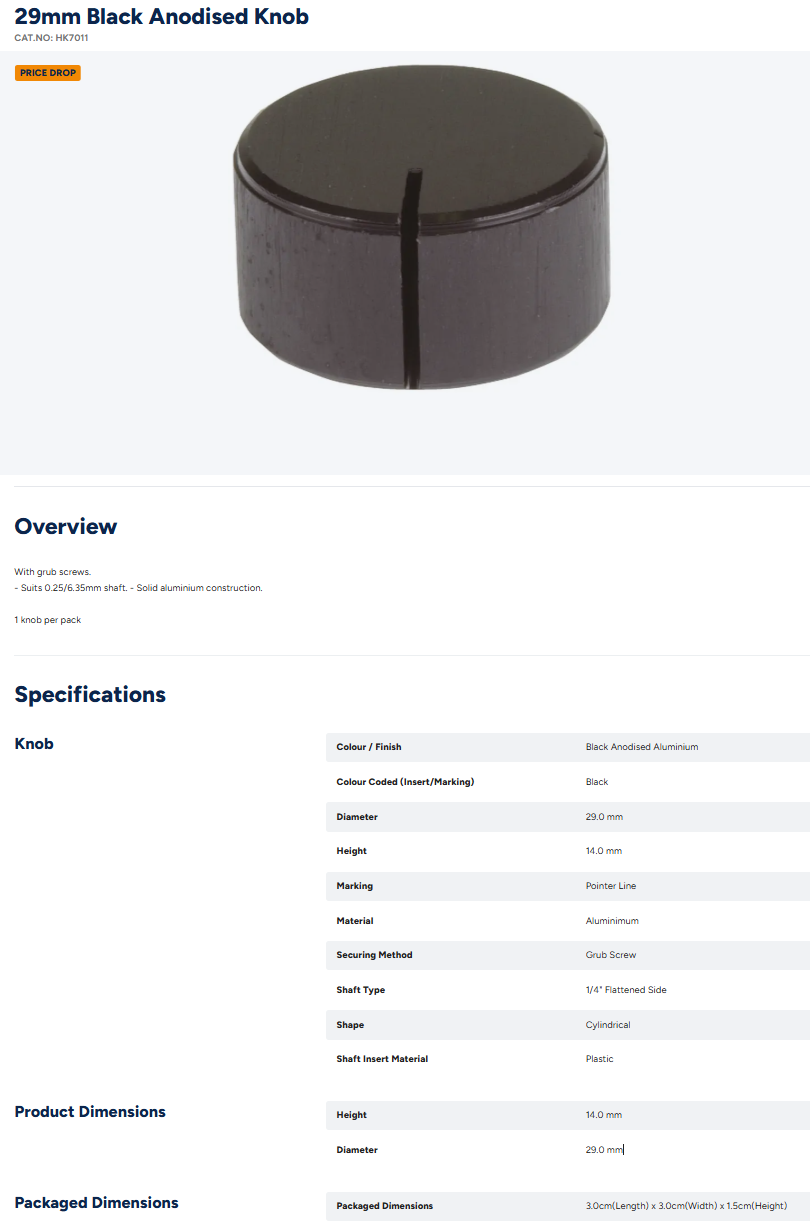 29mm Black Anodised Knob
CAT.NO: HK7011
PRICE DROP
Overview
With grub screws.
- Suits 0.25/6.35mm shaft. - Solid aluminium construction.
1 knob per pack
Specifications
Knob
Colour / Finish Black Anodised Aluminium
Colour Coded (Insert/Marking) Black
Diameter 29.0 mm
Height 14.0 mm
Marking Pointer Line
Material Aluminimum
Securing Method Grub Screw
Shaft Type 1/4" Flattened Side
Shape Cylindrical
Shaft Insert Material Plastic
Product Dimensions
Height 14.0 mm
Diameter 29.0 mm
Packaged Dimensions
Packaged Dimensions 3.0cm(Length) x 3.0cm(Width) x 1.5cm(Height)